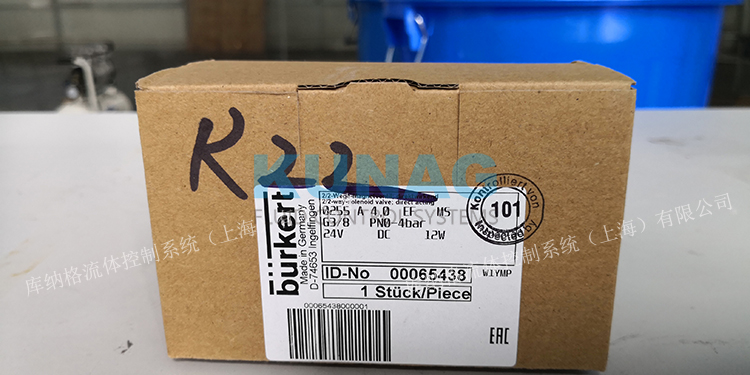 K22
KUNAG
FLUID CONTROL SYSTEMS
2/2-way-solenoid valve; direct acting
0255 A 4,0 MS
G3/8 PN0-4bar
24V DC 12W
ID-No 00065438
W1YMP
1 Stück/Piece
bürkert
Made in Germany
D-74653 Ingelfingen
00065438000001
EAC
Kontrolliert von
101
Inspected by
库纳格流体控制系统（上海）有限公司
库纳格流体控制系统（上海）有限公司